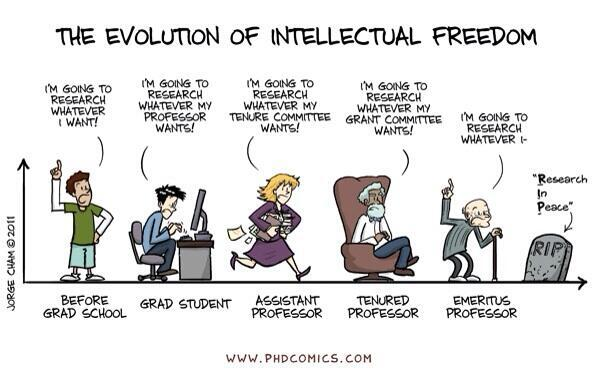 THE EVOLUTION OF INTELLECTUAL FREEDOM
I'M GOING TO
RESEARCH
WHATEVER
I WANT!
I'M GOING TO
RESEARCH
WHATEVER MY
PROFESSOR
WANTS!
I'M GOING TO
RESEARCH
WHATEVER MY
TENURE COMMITTEE
WANTS!
I'M GOING TO
RESEARCH
WHATEVER MY
GRANT COMMITTEE
WANTS!
I'M GOING TO
RESEARCH
WHATEVER I-
"Research
In
Peace"
RIP
JORGE CHAM © 2011
BEFORE
GRAD SCHOOL
GRAD STUDENT
ASSISTANT
PROFESSOR
TENURED
PROFESSOR
EMERITUS
PROFESSOR
WWW.PHDCOMICS.COM